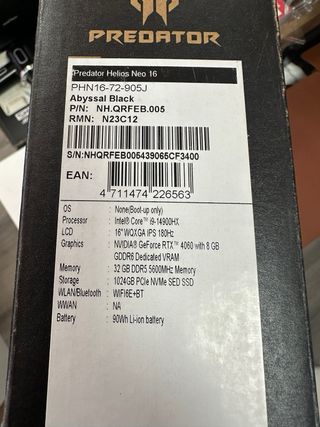 PREDATOR
Predator Helios Neo 16
PHN16-72-905J
Abyssal Black
P/N: NH.QRFEB.005
RMN: N23C12
S/N:NHQRFEB005439065CF3400
EAN:
4 711474 226563
OS : None(Boot-up only)
Processor : Intel® Core™ i9-14900HX
LCD : 16" WQXGA IPS 180Hz
Graphics : NVIDIA® GeForce RTX™ 4060 with 8 GB
GDDR6 Dedicated VRAM
Memory : 32 GB DDR5 5600MHz Memory
Storage : 1024GB PCIe NVMe SED SSD
WLAN/Bluetooth : WIFI6E+BT
WWAN : NA
Battery : 90Wh Li-ion battery